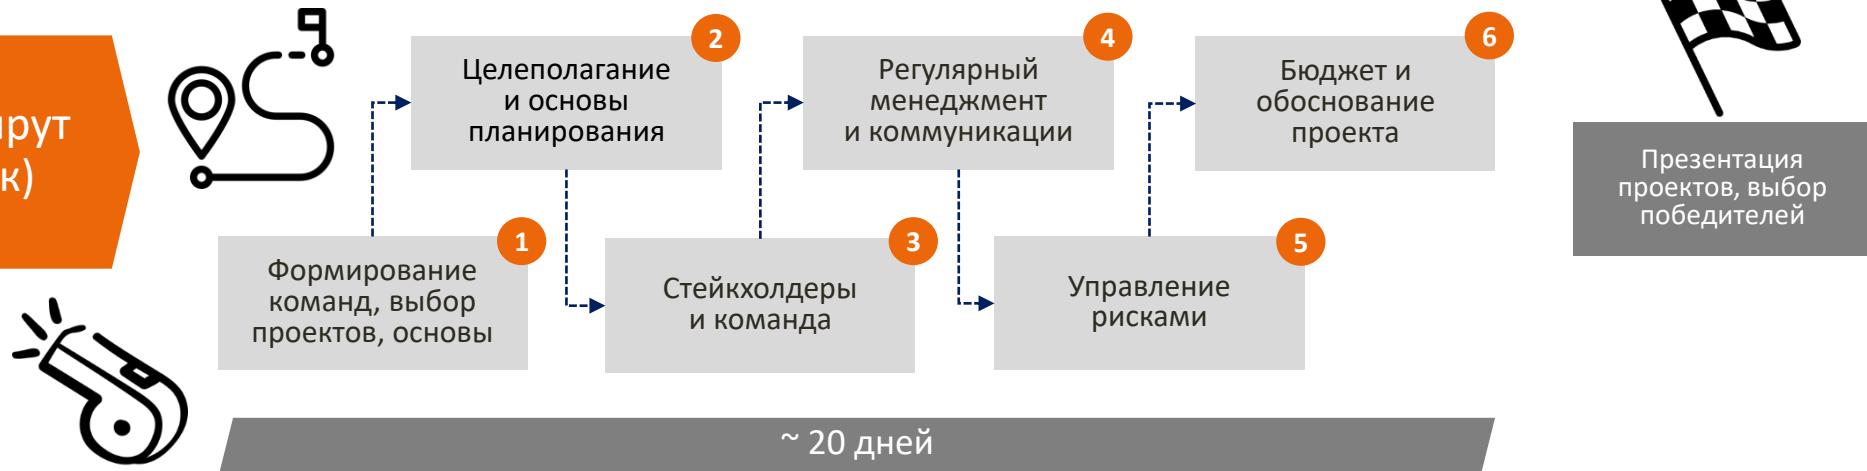 2
Целеполагание
и основы
планирования
4
Регулярный
менеджмент
и коммуникации
6
Бюджет и
обоснование
проекта
Презентация
проектов, выбор
победителей
1
Формирование
команд, выбор
проектов, основы
3
Стейкхолдеры
и команда
5
Управление
рисками
~ 20 дней